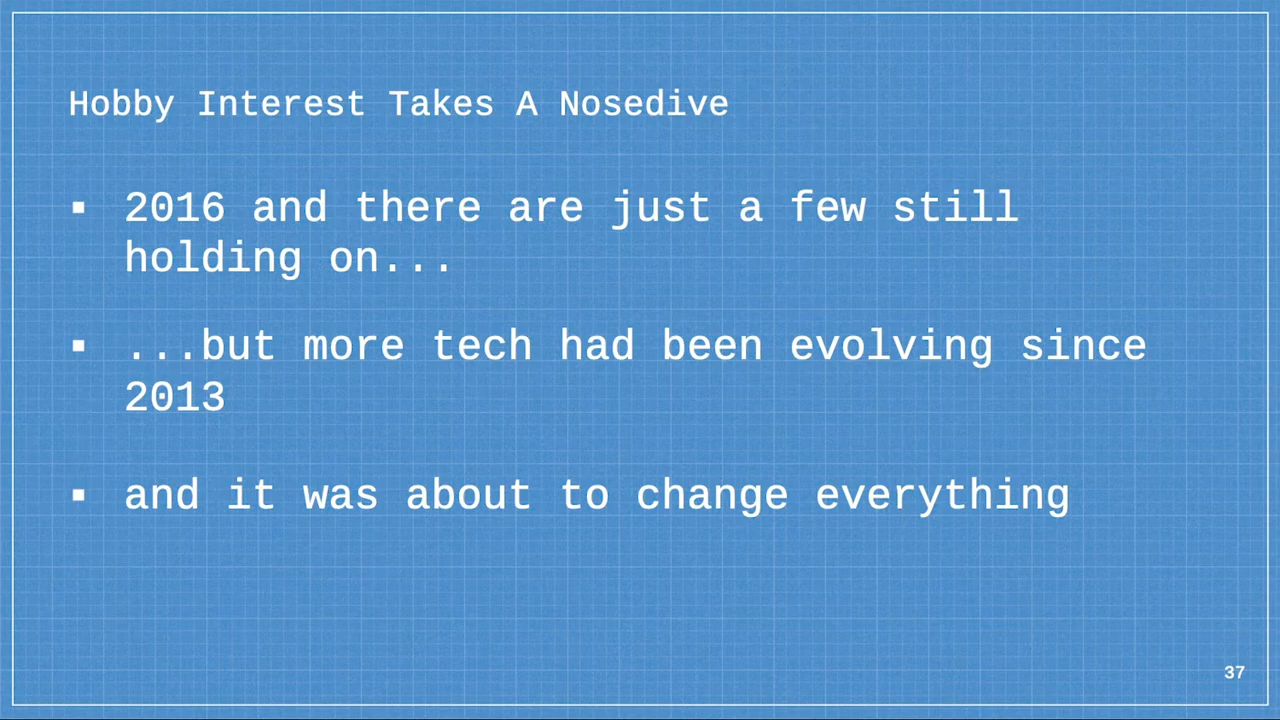 Hobby Interest Takes A Nosedive
▪ 2016 and there are just a few still
holding on...
▪ ...but more tech had been evolving since
2013
▪ and it was about to change everything
37